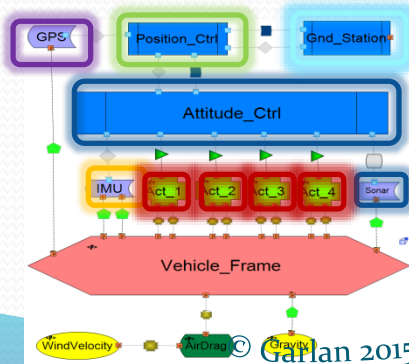 GPS
Position_Ctrl
Gnd_Station
Attitude_Ctrl
IMU
Act_1
Act_2
Act_3
Act_4
Sonar
Vehicle_Frame
WindVelocity
AirDrag
Gravity
© Garlan 2015